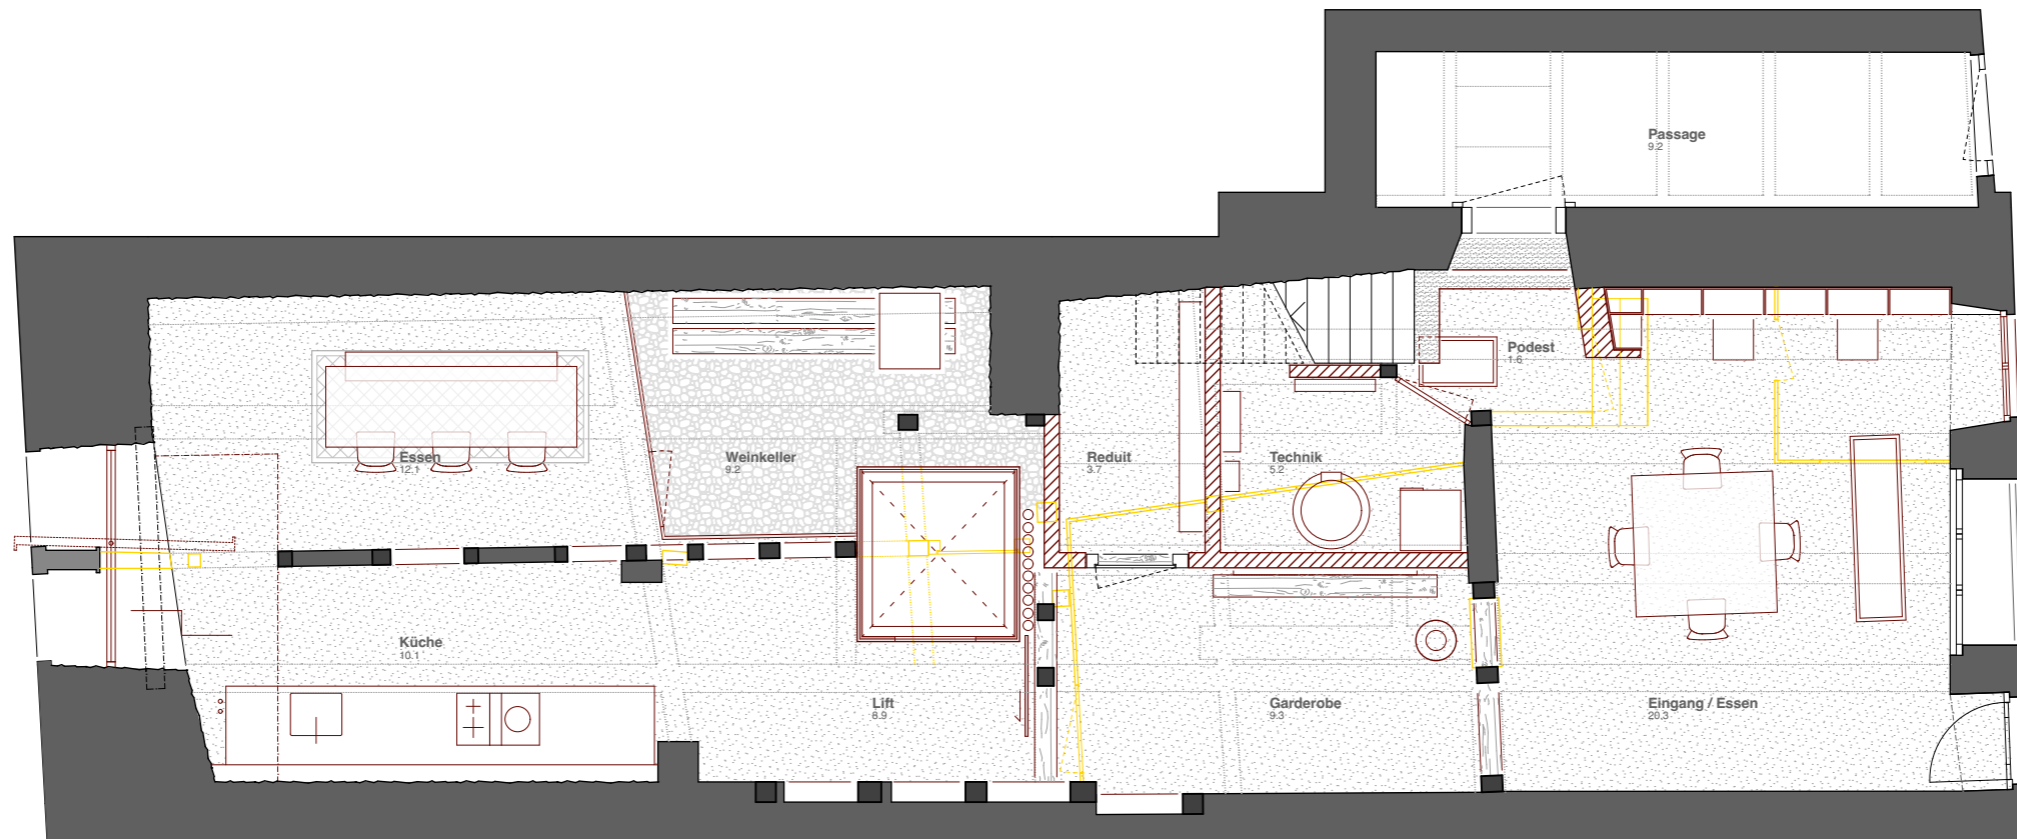 Passage
9.2
Podest
1.6
Essen
12.1
Weinkeller
9.2
Reduit
3.7
Technik
5.2
Küche
10.1
Lift
8.9
Garderobe
9.3
Eingang / Essen
20.3